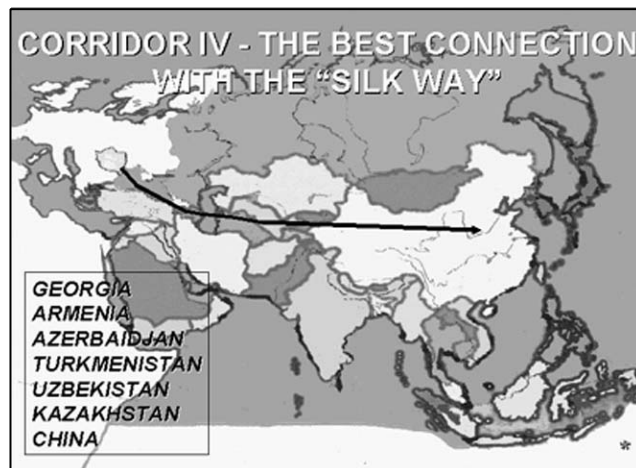 CORRIDOR IV - THE BEST CONNECTION
WITH THE “SILK WAY”
GEORGIA
ARMENIA
AZERBAIDJAN
TURKMENISTAN
UZBEKISTAN
KAZAKHSTAN
CHINA
*